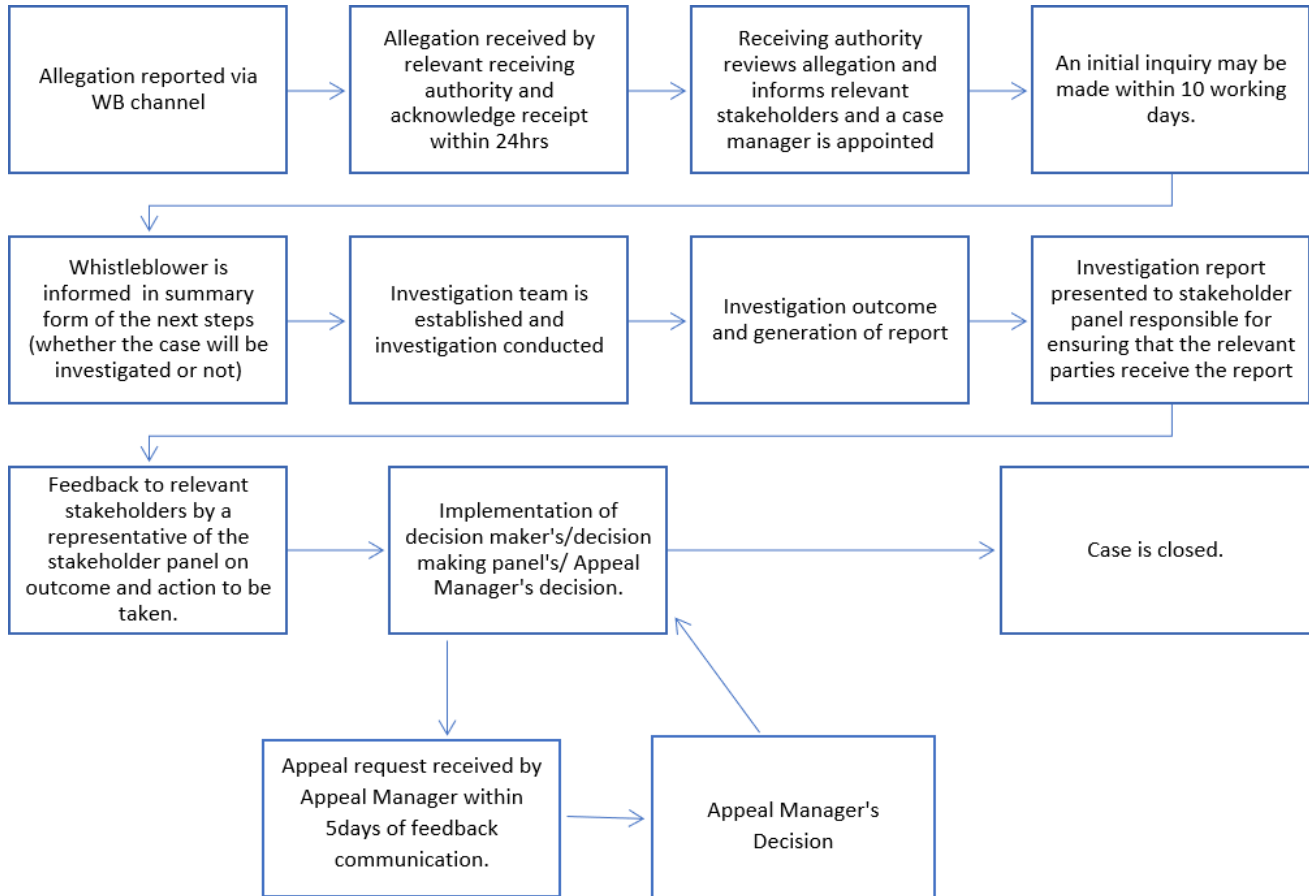 Allegation reported via
WB channel
Allegation received by
relevant receiving
authority and
acknowledge receipt
within 24hrs
Receiving authority
reviews allegation and
informs relevant
stakeholders and a case
manager is appointed
An initial inquiry may be
made within 10 working
days.
Whistleblower is
informed in summary
form of the next steps
(whether the case will be
investigated or not)
Investigation team is
established and
investigation conducted
Investigation outcome
and generation of report
Investigation report
presented to stakeholder
panel responsible for
ensuring that the relevant
parties receive the report
Feedback to relevant
stakeholders by a
representative of the
stakeholder panel on
outcome and action to be
taken.
Implementation of
decision maker's/decision
making panel's/ Appeal
Manager's decision.
Case is closed.
Appeal request received by
Appeal Manager within
5days of feedback
communication.
Appeal Manager's
Decision